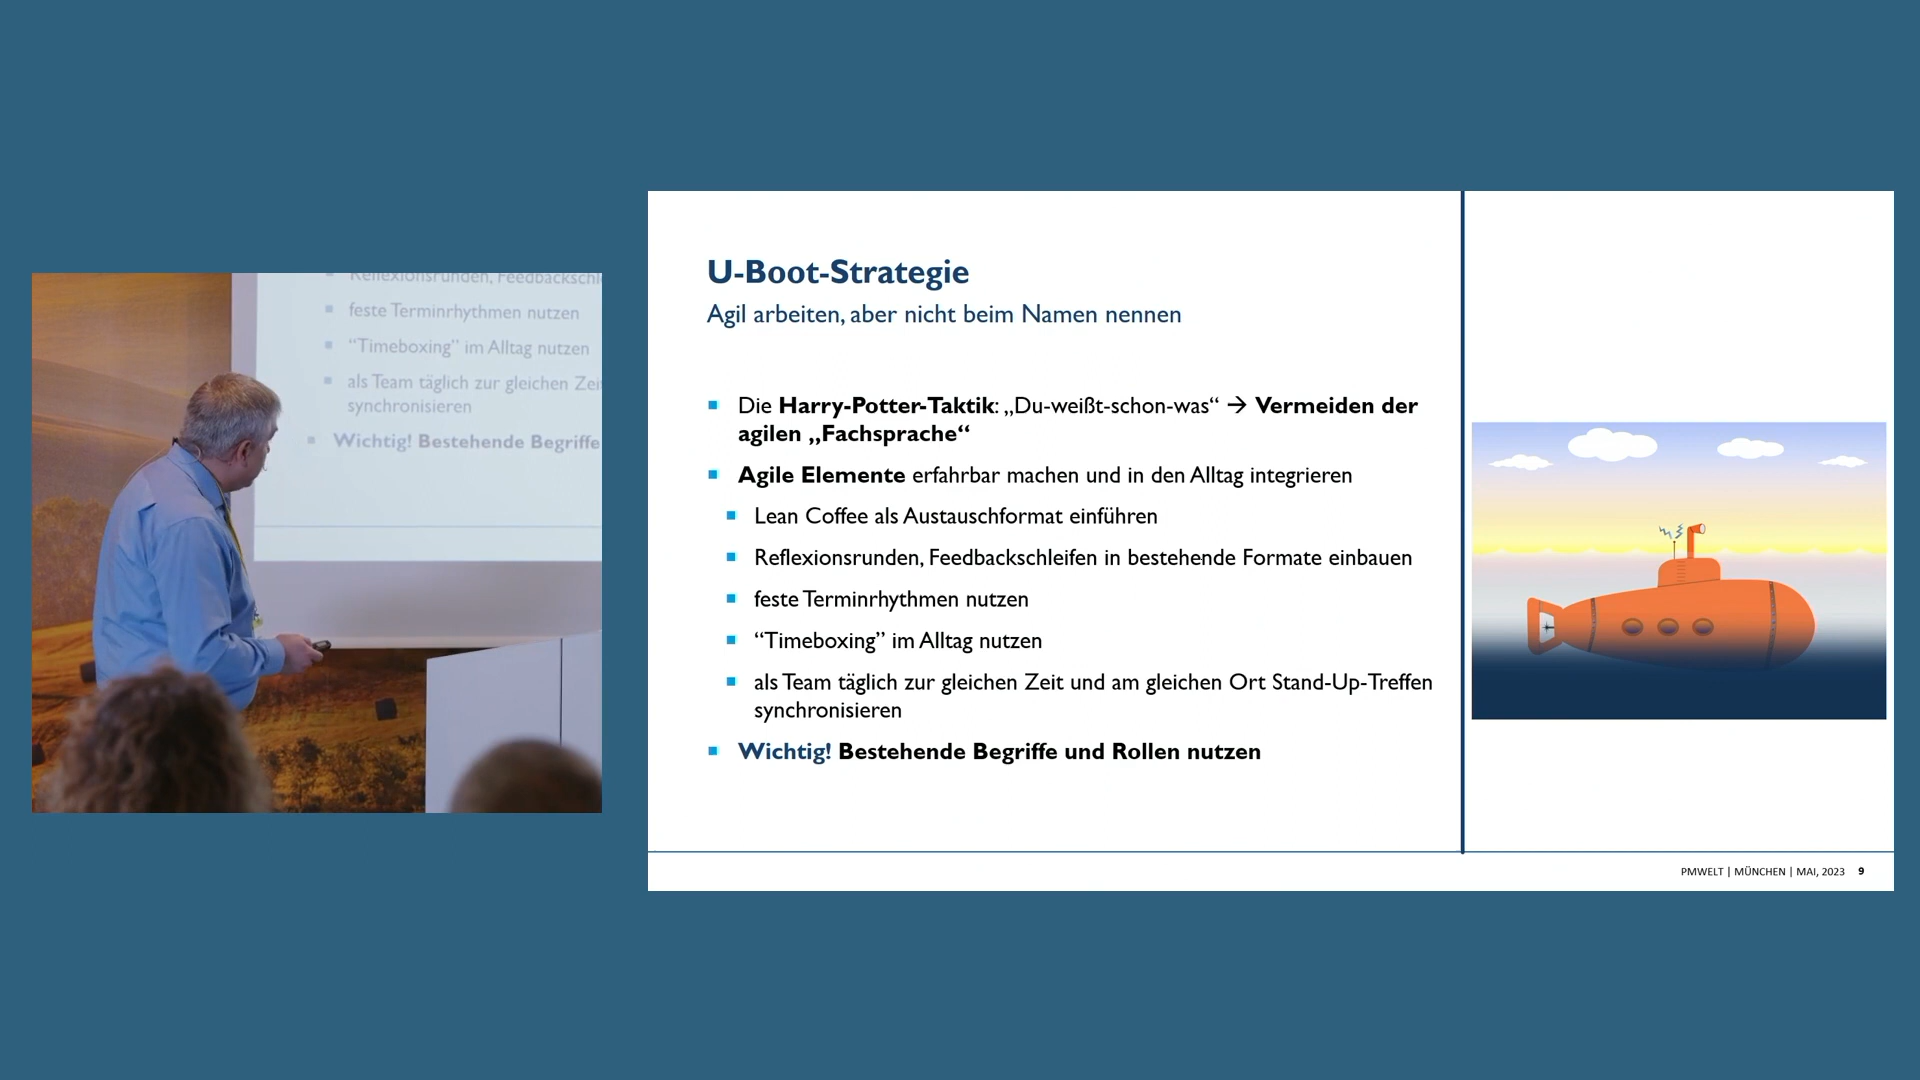 Reflexionsrunden, Feedbackschl
feste Terminrhythmen nutzen
“Timeboxing” im Alltag nutzen
als Team täglich zur gleichen Zei
synchronisieren
Wichtig! Bestehende Begriffe
U-Boot-Strategie
Agil arbeiten, aber nicht beim Namen nennen
Die Harry-Potter-Taktik: „Du-weißt-schon-was“ → Vermeiden der
agilen „Fachsprache“
Agile Elemente erfahrbar machen und in den Alltag integrieren
Lean Coffee als Austauschformat einführen
Reflexionsrunden, Feedbackschleifen in bestehende Formate einbauen
feste Terminrhythmen nutzen
“Timeboxing” im Alltag nutzen
als Team täglich zur gleichen Zeit und am gleichen Ort Stand-Up-Treffen
synchronisieren
Wichtig! Bestehende Begriffe und Rollen nutzen
PMWELT | MÜNCHEN | MAI, 2023 9